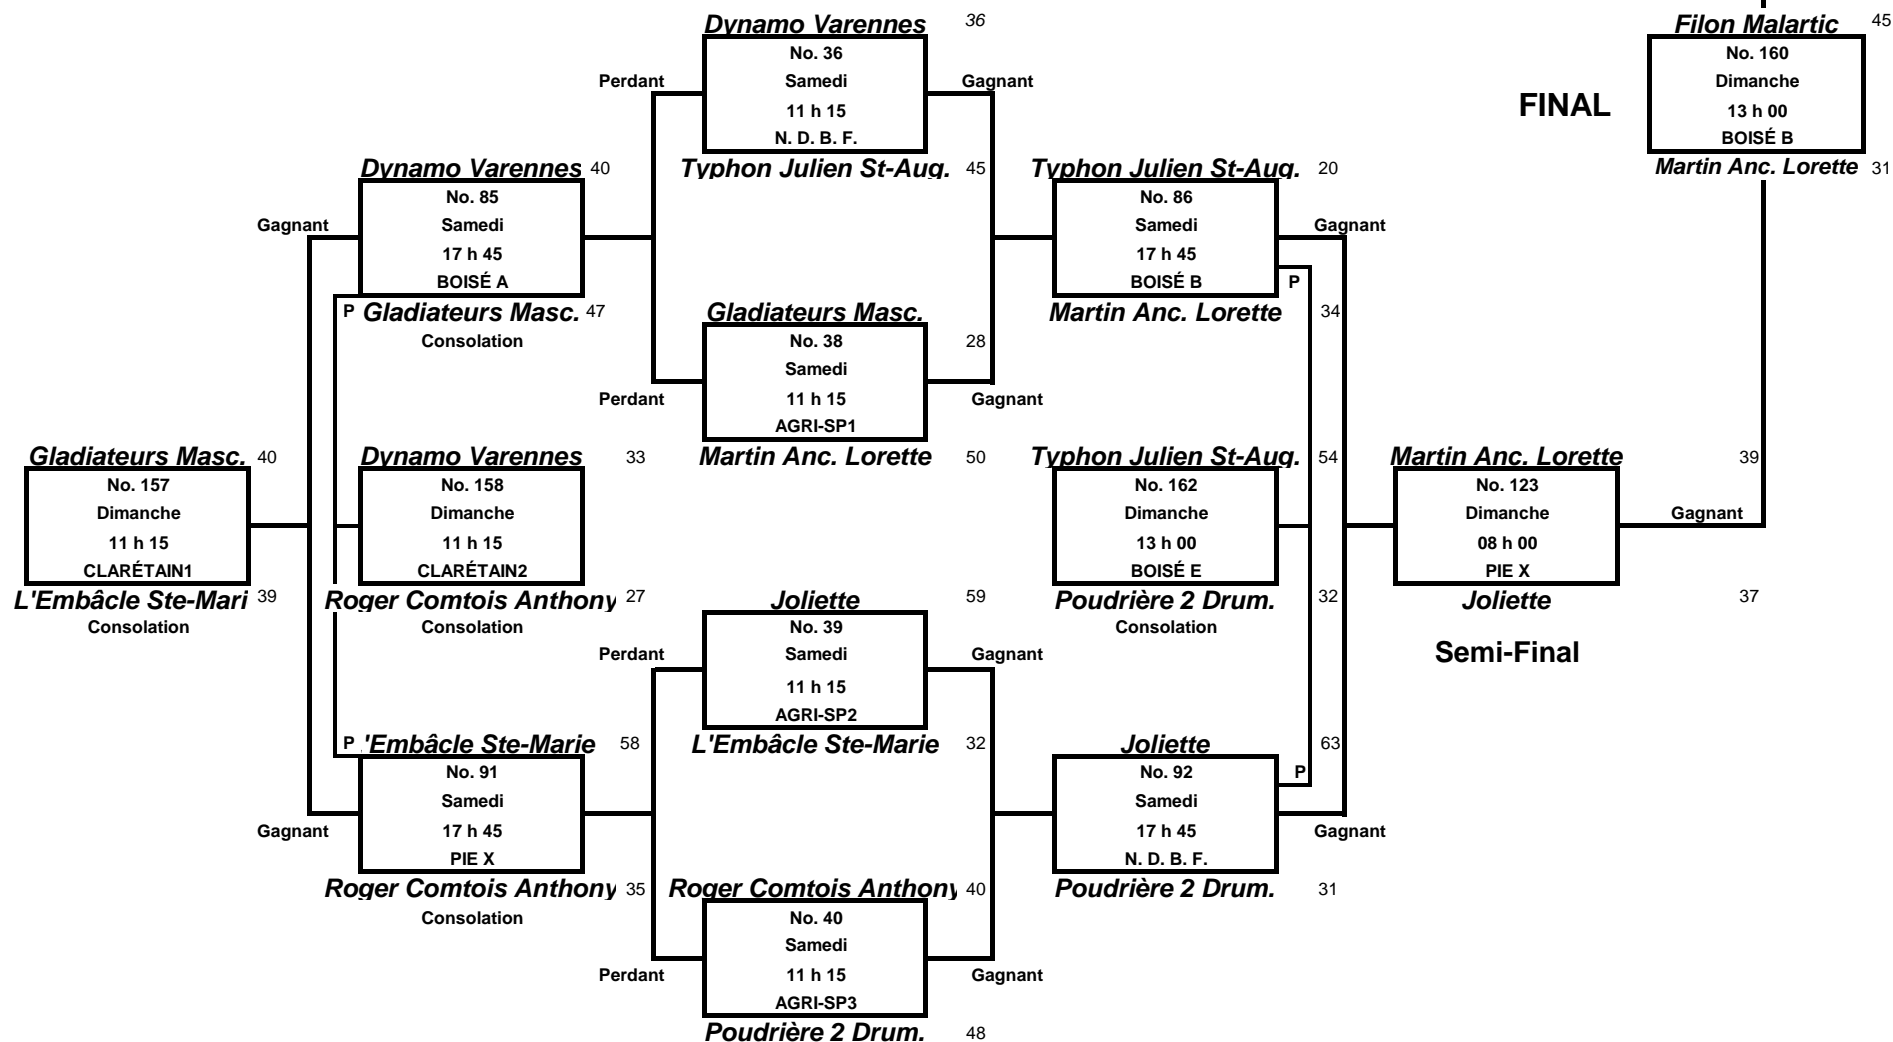 Dynamo Varennes 36
No. 36
Samedi
11 h 15
N. D. B. F.
Typhon Julien St-Aug. 45
Perdant
Gagnant
Filon Malartic 45
No. 160
Dimanche
13 h 00
BOISÉ B
Martin Anc. Lorette 31
FINAL
Dynamo Varennes 40
No. 85
Samedi
17 h 45
BOISÉ A
P Gladiateurs Masc. 47
Consolation
Gagnant
Typhon Julien St-Aug. 20
No. 86
Samedi
17 h 45
BOISÉ B
P
Martin Anc. Lorette 34
Gagnant
Gladiateurs Masc. 28
No. 38
Samedi
11 h 15
AGRI-SP1
Martin Anc. Lorette 50
Perdant
Gagnant
Gladiateurs Masc. 40
No. 157
Dimanche
11 h 15
CLARÉTAIN1
L'Embâcle Ste-Mari 39
Consolation
Dynamo Varennes 33
No. 158
Dimanche
11 h 15
CLARÉTAIN2
Roger Comtois Anthony 27
Consolation
Typhon Julien St-Aug. 54
No. 162
Dimanche
13 h 00
BOISÉ E
Poudrière 2 Drum. 32
Consolation
Martin Anc. Lorette 39
No. 123
Dimanche
08 h 00
PIE X
Joliette 37
Gagnant
Semi-Final
Joliette 59
No. 39
Samedi
11 h 15
AGRI-SP2
L'Embâcle Ste-Marie 32
Perdant
Gagnant
P 'Embâcle Ste-Marie 58
No. 91
Samedi
17 h 45
PIE X
Roger Comtois Anthony 35
Consolation
Gagnant
Joliette 63
No. 92
P
Samedi
17 h 45
N. D. B. F.
Poudrière 2 Drum. 31
Gagnant
Roger Comtois Anthony 40
No. 40
Samedi
11 h 15
AGRI-SP3
Poudrière 2 Drum. 48
Perdant
Gagnant